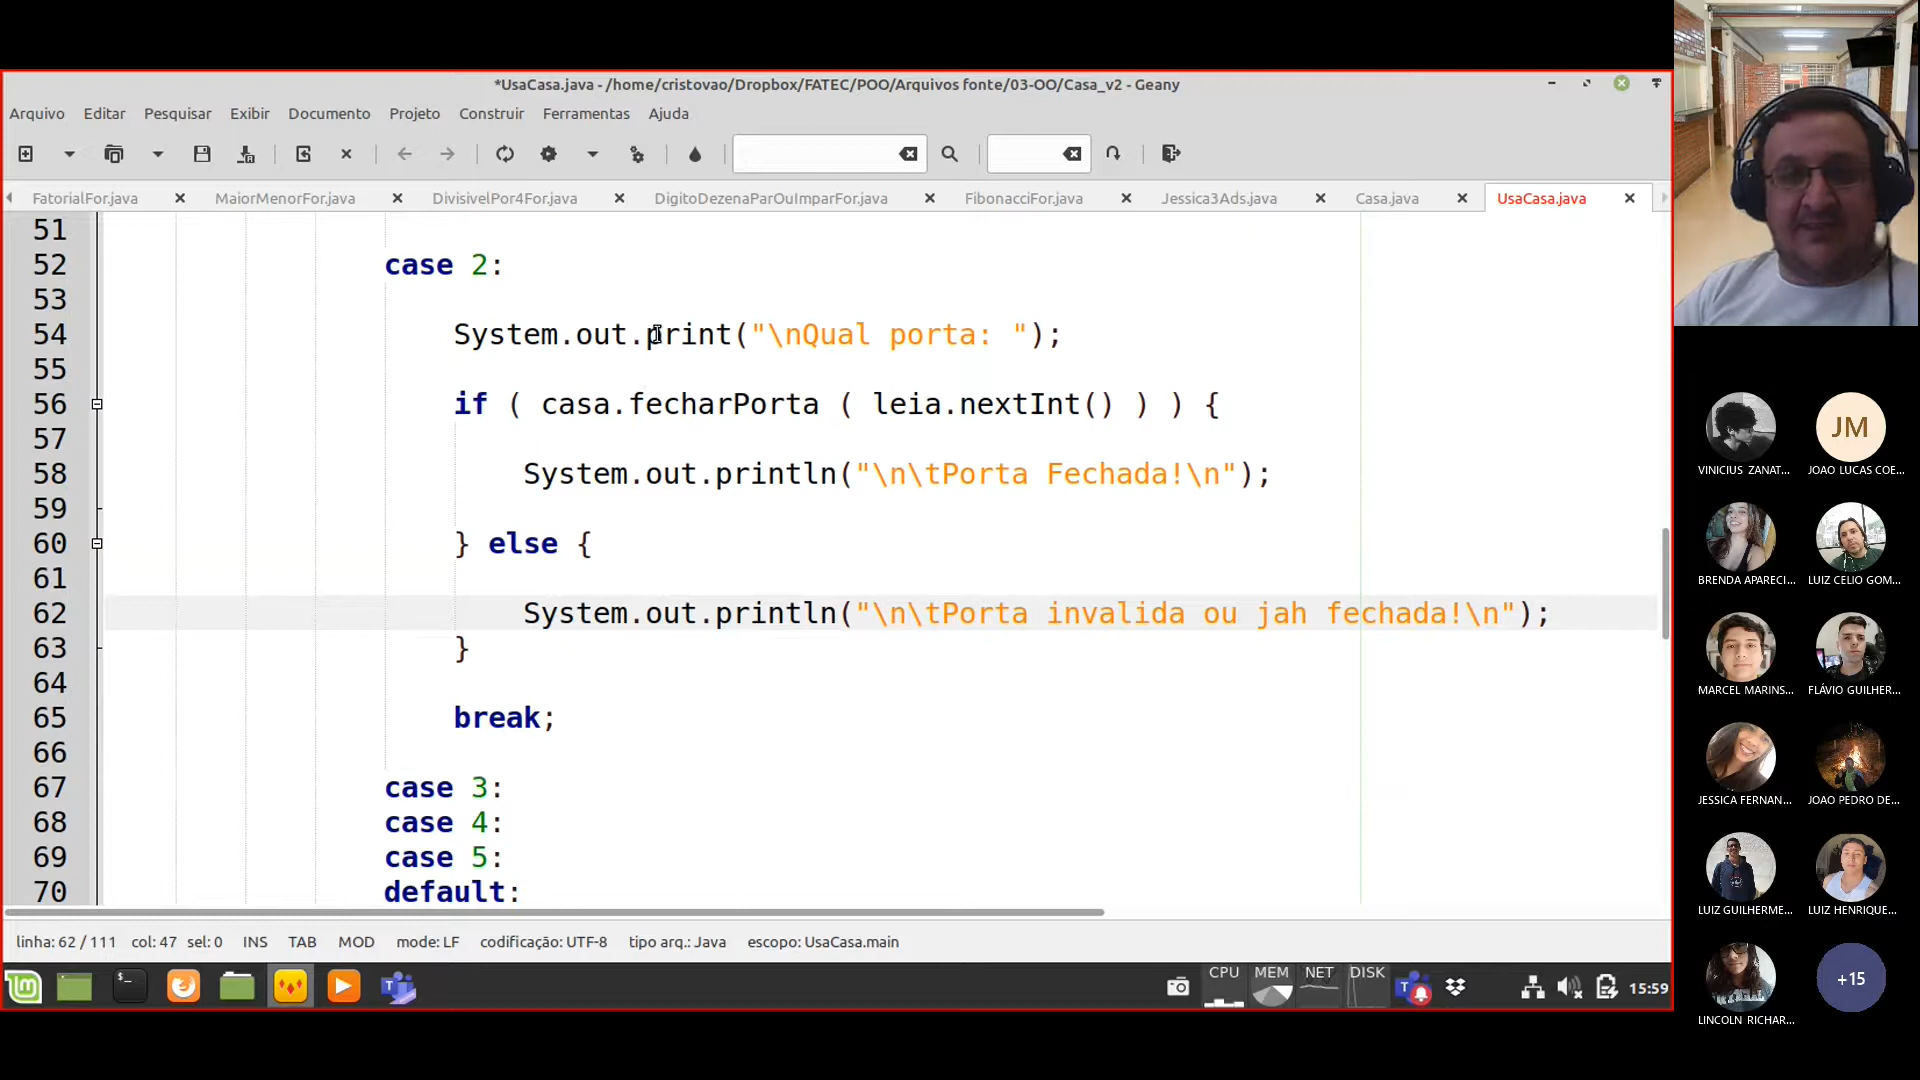 *UsaCasa.java - /home/cristovao/Dropbox/FATEC/POO/Arquivos fonte/03-OO/Casa_v2 - Geany
Arquivo Editar Pesquisar Exibir Documento Projeto Construir Ferramentas Ajuda
FatorialFor.java MaiorMenorFor.java DivisivelPor4For.java DigitoDezenaParOuImparFor.java FibonacciFor.java Jessica3Ads.java Casa.java UsaCasa.java
51
52 case 2:
53
54 System.out.print("\nQual porta: ");
55
56 if ( casa.fecharPorta ( leia.nextInt() ) ) {
57
58 System.out.println("\n\tPorta Fechada!\n");
59
60 } else {
61
62 System.out.println("\n\tPorta invalida ou jah fechada!\n");
63 }
64
65 break;
66
67 case 3:
68 case 4:
69 case 5:
70 default:
linha: 62 / 111 col: 47 sel: 0 INS TAB MOD mode: LF codificação: UTF-8 tipo arq.: Java escopo: UsaCasa.main
CPU MEM NET DISK
15:59
JM
VINICIUS ZANAT... JOAO LUCAS COE...
BRENDA APARECI... LUIZ CELIO GOM...
MARCEL MARINS... FLÁVIO GUILHER...
JESSICA FERNAN... JOAO PEDRO DE...
LUIZ GUILHERME... LUIZ HENRIQUE...
+15
LINCOLN RICHAR...